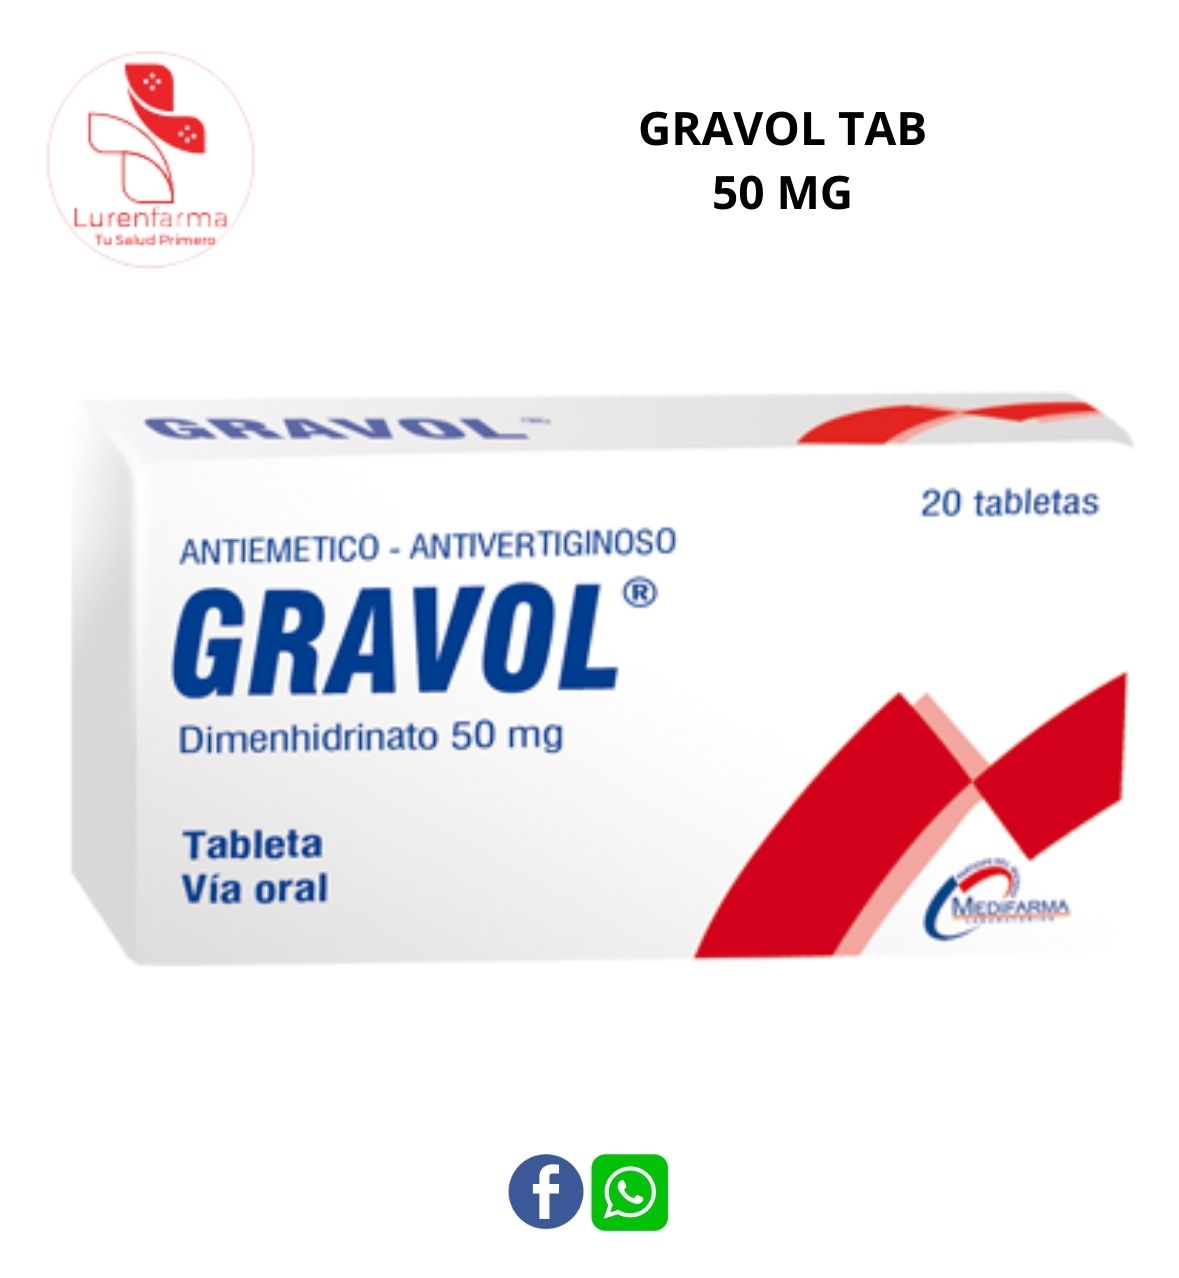 Lurenfarma
Tu Salud Primero
GRAVOL TAB
50 MG
GRAVOL
20 tabletas
ANTIEMETICO - ANTIVERTIGINOSO
GRAVOL®
Dimenhidrinato 50 mg
Tableta
Vía oral
MEDIFARMA